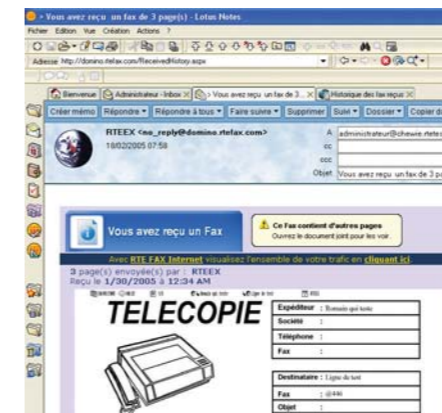 > Vous avez reçu un fax de 3 page(s) - Lotus Notes
Fichier Edition Vue Création Actions ?
Adresse http://domino.rtefax.com/ReceivedHistory.aspx
Bienvenue Administrateur - Inbox > Vous avez reçu un fax de 3... Historique des fax reçus
Créer mémo Répondre Répondre à tous Faire suivre Supprimer Suivi Dossier Copier d
RTEEX <no_reply@domino.rtefax.com>
18/02/2005 07:58
A administrateur@chewie.rtefe
cc
ccc
Objet Vous avez reçu un fax de 3 pa
Vous avez reçu un Fax
Ce Fax contient d'autres pages
Ouvrez le document joint pour les voir.
Avec RTE FAX Internet visualisez l'ensemble de votre trafic en cliquant ici.
3 page(s) envoyée(s) par : RTEEX
Reçu le 1/30/2005 à 12:34 AM
TELECOPIE
Expéditeur :
Société :
Téléphone :
Fax :
Destinataire : Ligne de test
Fax :
Objet :